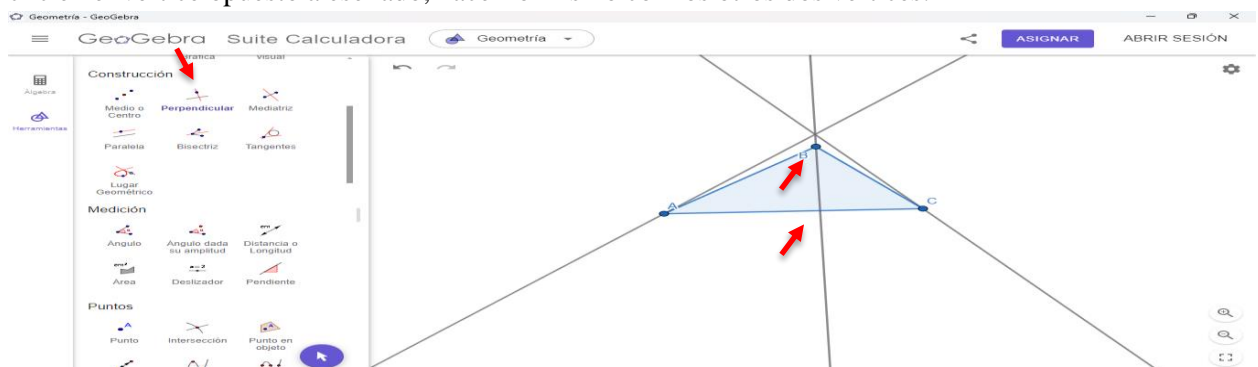 Geometría - GeoGebra
GeoGebra Suite Calculadora
Geometría
ASIGNAR
ABRIR SESIÓN
Álgebra
Herramientas
Visual
Construcción
Medio o Centro
Perpendicular
Mediatriz
Paralela
Bisectriz
Tangentes
Lugar Geométrico
Medición
Ángulo
Ángulo dada su amplitud
Distancia o Longitud
Área
Deslizador
Pendiente
Puntos
Punto
Intersección
Punto en objeto
A
B
C